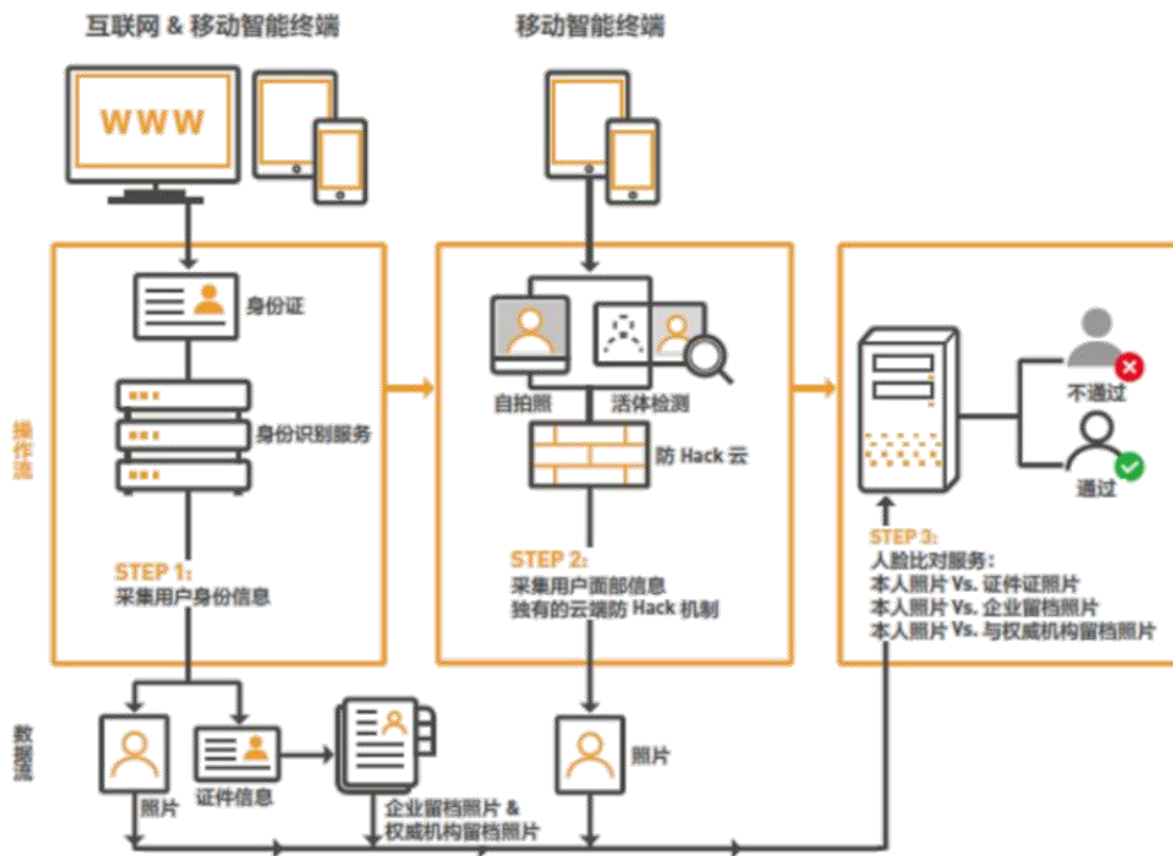 互联网 & 移动智能终端
移动智能终端
WWW
身份证
身份识别服务
自拍照
活体检测
防 Hack 云
不通过
通过
操作流
STEP 1:
采集用户身份信息
STEP 2:
采集用户面部信息
独有的云端防 Hack 机制
STEP 3:
人脸比对服务:
本人照片 Vs. 证件证照片
本人照片 Vs. 企业留档照片
本人照片 Vs. 与权威机构留档照片
数据流
照片
证件信息
企业留档照片 &
权威机构留档照片
照片